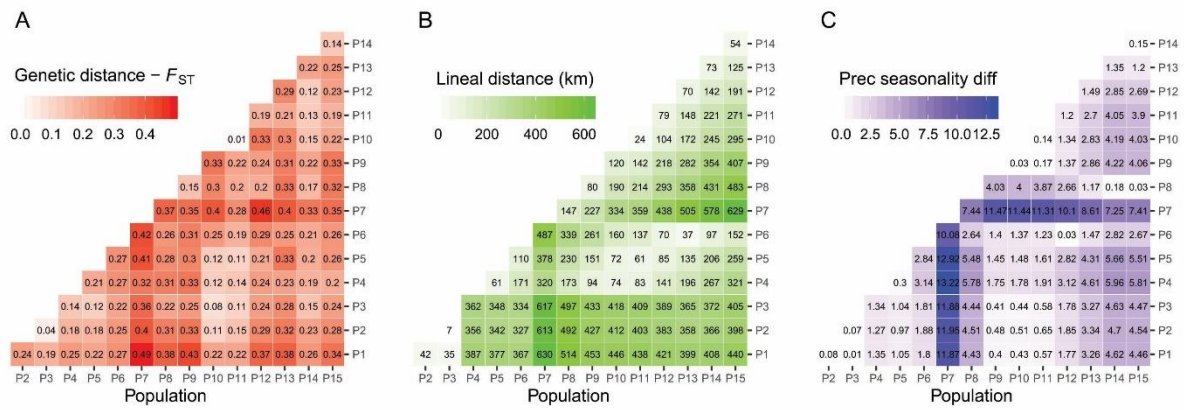 A
Genetic distance – FST
0.0 0.2 0.4
0.14 P14
0.22 0.25 P13
0.29 0.12 0.23 P12
0.19 0.21 0.13 0.19 P11
0.01 0.33 0.3 0.15 0.22 P10
0.33 0.22 0.24 0.31 0.22 0.33 P9
0.15 0.3 0.2 0.2 0.33 0.17 0.32 P8
0.37 0.35 0.4 0.28 0.46 0.4 0.33 0.35 P7
0.42 0.26 0.31 0.25 0.14 0.29 0.25 0.21 0.26 P6
0.27 0.41 0.29 0.3 0.12 0.11 0.21 0.33 0.2 0.26 P5
0.21 0.27 0.32 0.31 0.33 0.12 0.11 0.24 0.29 0.2 P4
0.14 0.12 0.22 0.36 0.22 0.25 0.08 0.11 0.24 0.28 0.15 0.24 P3
0.04 0.18 0.18 0.25 0.4 0.31 0.33 0.11 0.15 0.29 0.32 0.23 0.28 P2
0.24 0.19 0.25 0.22 0.27 0.49 0.38 0.43 0.22 0.22 0.37 0.38 0.26 0.34 P1
P2 P3 P4 P5 P6 P7 P8 P9 P10 P11 P12 P13 P14 P15
Population
B
Lineal distance (km)
0 200 400 600
54 P14
73 125 P13
70 142 191 P12
79 148 221 271 P11
24 104 172 245 295 P10
120 142 218 282 354 407 P9
80 190 214 293 358 431 483 P8
147 227 334 359 438 505 578 629 P7
487 339 261 160 137 70 37 97 152 P6
110 378 230 151 72 61 85 135 206 259 P5
61 171 320 173 94 74 83 141 196 267 321 P4
362 348 334 617 497 433 418 409 389 365 372 405 P3
7 356 342 327 613 492 427 412 403 383 358 366 398 P2
42 35 387 377 367 630 514 453 446 438 421 399 408 440 P1
P2 P3 P4 P5 P6 P7 P8 P9 P10 P11 P12 P13 P14 P15
Population
C
Prec seasonality diff
0.0 2.5 5.0 7.5 10.0 12.5
0.15 P14
1.35 1.2 P13
1.49 2.85 2.69 P12
1.2 2.7 4.05 3.9 P11
0.14 1.34 2.83 4.19 4.03 P10
0.03 0.17 1.37 2.86 4.22 4.06 P9
4.03 4 3.87 2.66 1.17 0.18 0.03 P8
7.44 11.47 11.44 11.31 10.1 8.61 7.25 7.41 P7
10.08 2.64 1.4 1.37 1.23 0.03 1.47 2.82 2.67 P6
2.84 12.92 5.48 1.45 1.48 1.61 2.82 4.31 5.66 5.51 P5
0.3 3.14 13.22 5.78 1.75 1.78 1.91 3.12 4.61 5.96 5.81 P4
1.34 1.04 1.81 11.88 4.44 0.41 0.44 0.58 1.78 3.27 4.63 4.47 P3
0.07 1.27 0.97 1.88 11.95 4.51 0.48 0.51 0.65 1.85 3.34 4.7 4.54 P2
0.08 0.01 1.35 1.05 1.8 11.87 4.43 0.4 0.43 0.57 1.77 3.26 4.62 4.46 P1
P2 P3 P4 P5 P6 P7 P8 P9 P10 P11 P12 P13 P14 P15
Population